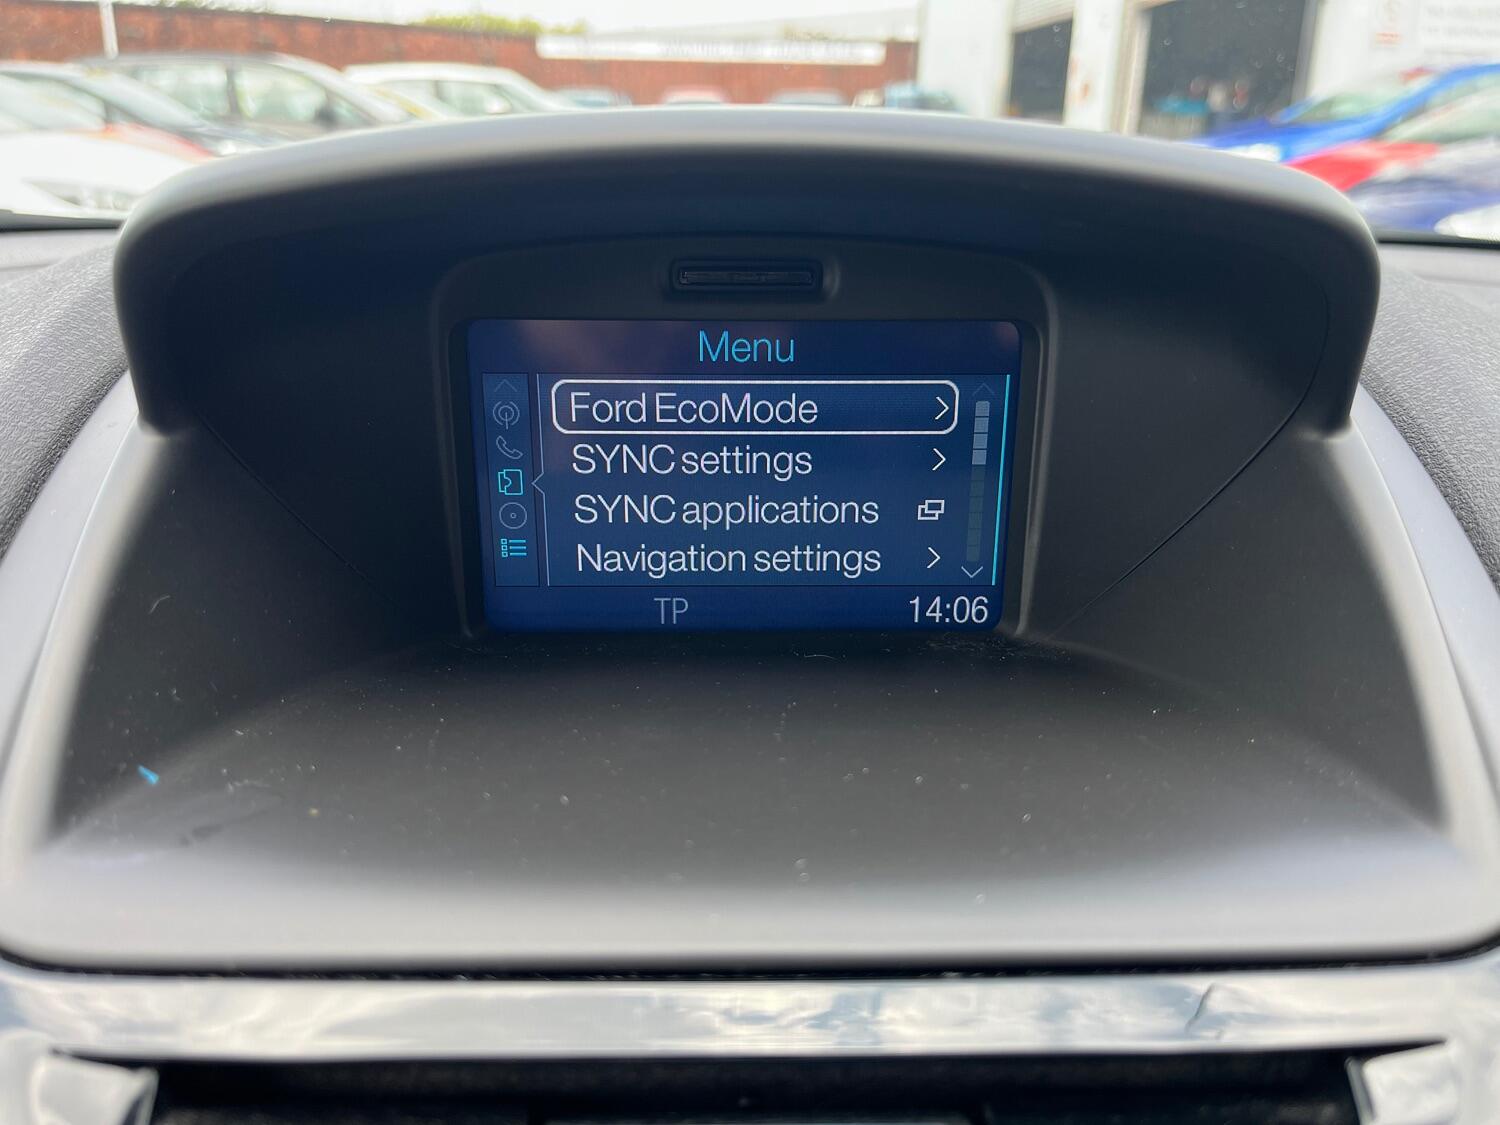 Menu
Ford EcoMode
SYNC settings
SYNC applications
Navigation settings
TP
14:06